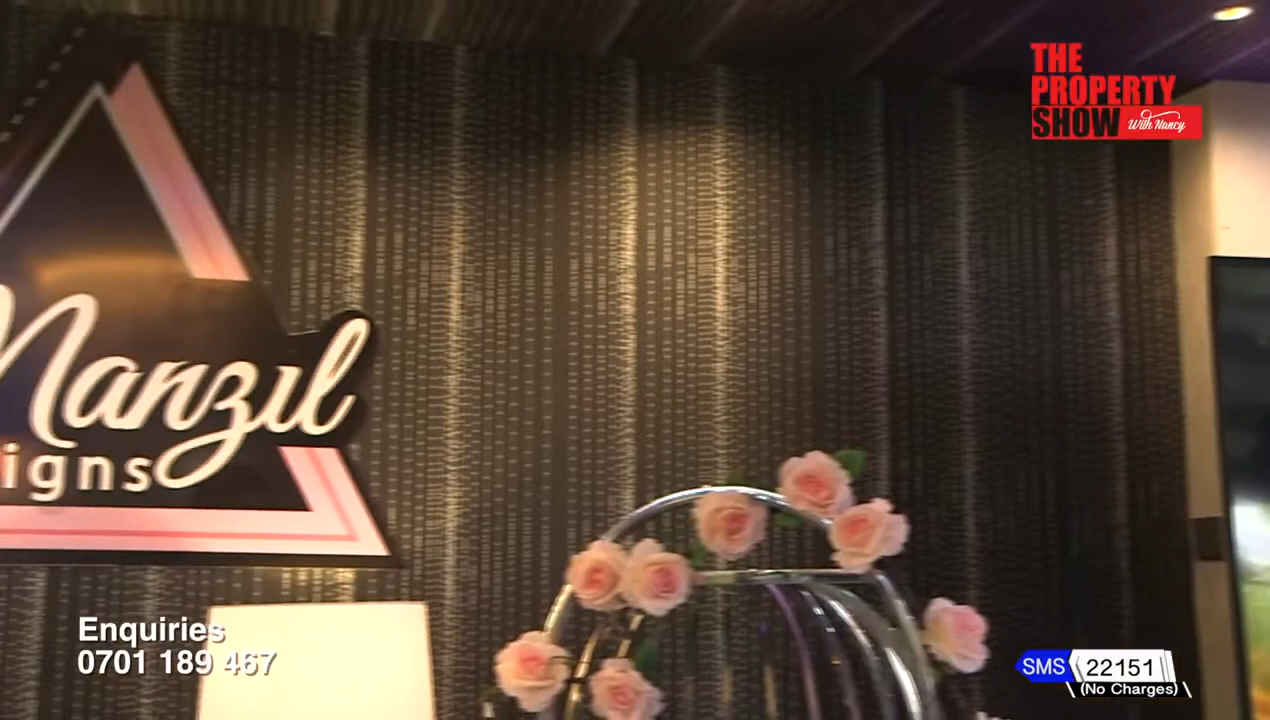 THE
PROPERTY
SHOW With Nancy
Manzil
igns
Enquiries
0701 189 467
SMS 22151
(No Charges)